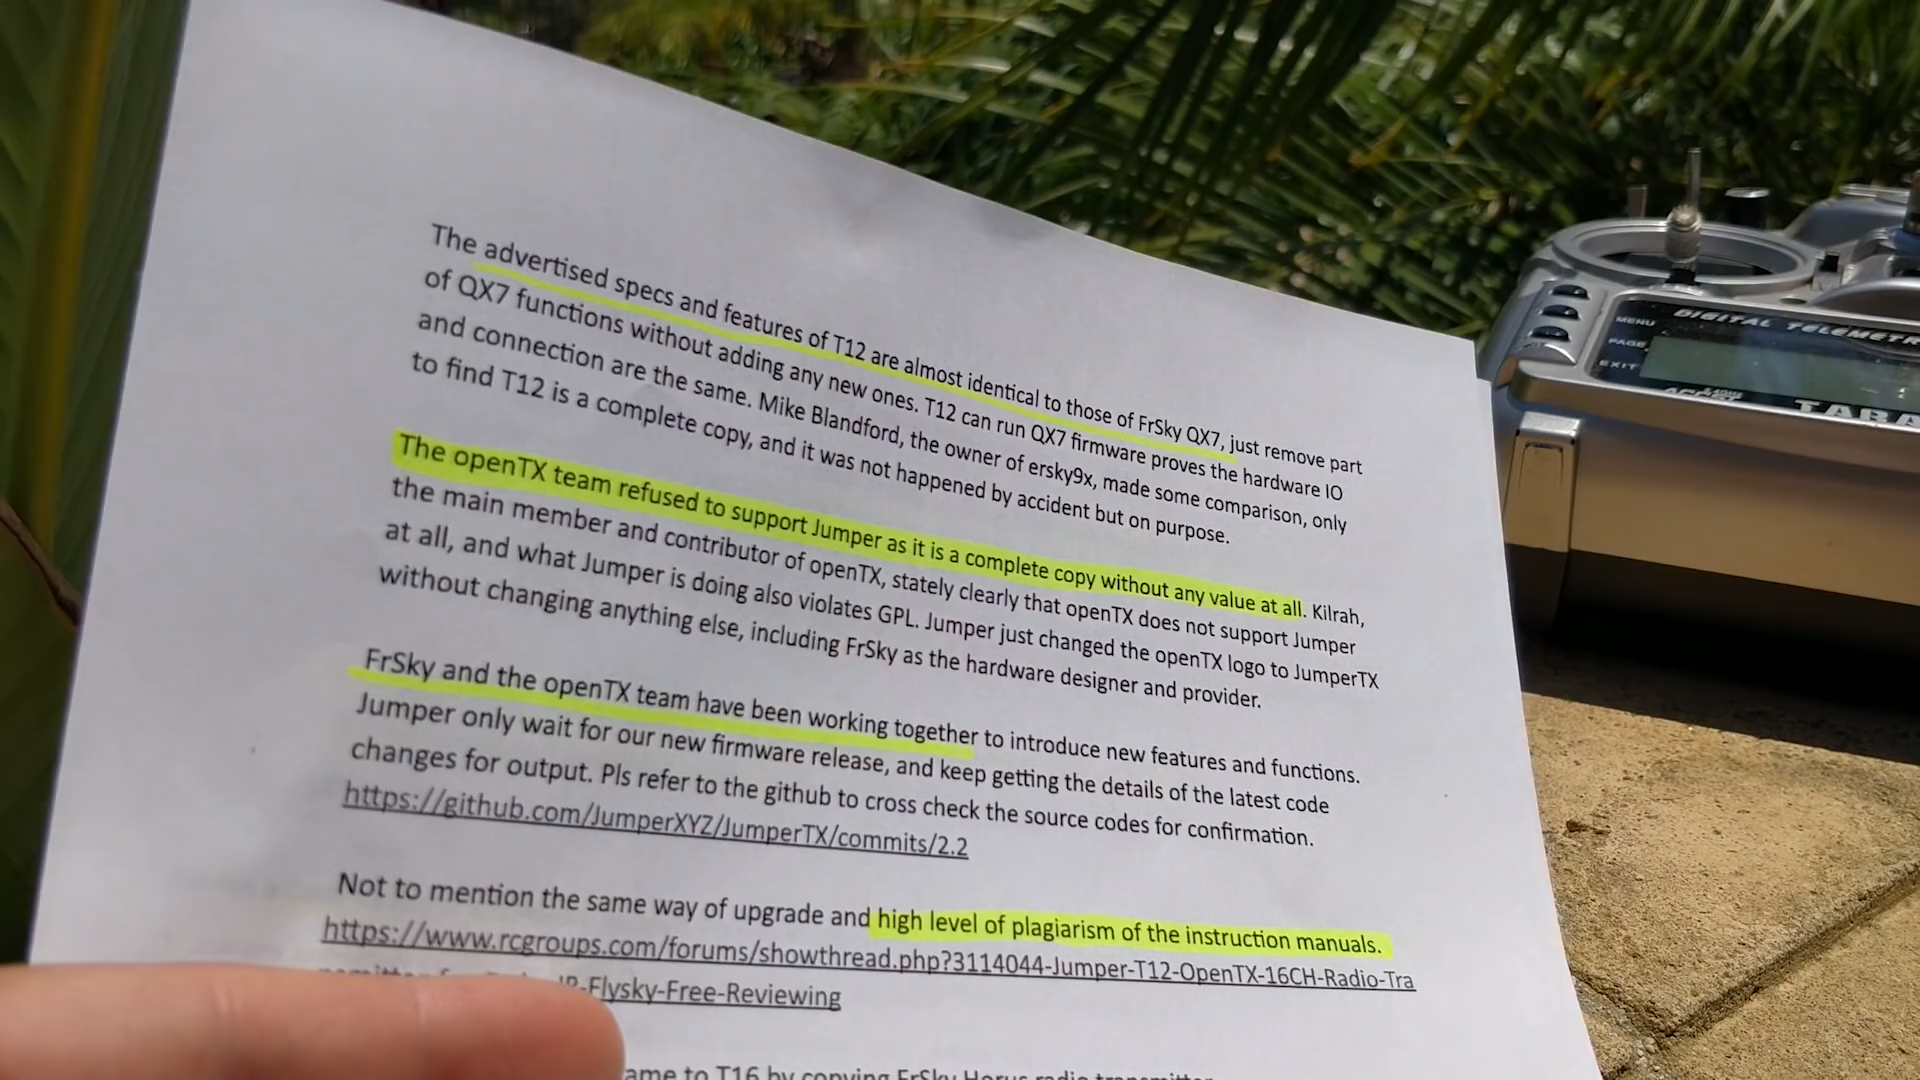 The advertised specs and features of T12 are almost identical to those of FrSky QX7, just remove part
of QX7 functions without adding any new ones. T12 can run QX7 firmware proves the hardware IO
and connection are the same. Mike Blandford, the owner of ersky9x, made some comparison, only
to find T12 is a complete copy, and it was not happened by accident but on purpose.
The openTX team refused to support Jumper as it is a complete copy without any value at all. Kilrah,
the main member and contributor of openTX, stately clearly that openTX does not support Jumper
at all, and what Jumper is doing also violates GPL. Jumper just changed the openTX logo to JumperTX
without changing anything else, including FrSky as the hardware designer and provider.
FrSky and the openTX team have been working together to introduce new features and functions.
Jumper only wait for our new firmware release, and keep getting the details of the latest code
changes for output. Pls refer to the github to cross check the source codes for confirmation.
https://github.com/JumperXYZ/JumperTX/commits/2.2
Not to mention the same way of upgrade and high level of plagiarism of the instruction manuals.
https://www.rcgroups.com/forums/showthread.php?3114044-Jumper-T12-OpenTX-16CH-Radio-Tra
-Flysky-Free-Reviewing
to T16 by copying FrSky Horus radio
DIGITAL TELEMETR
MENU
PAGE
EXIT
TARA